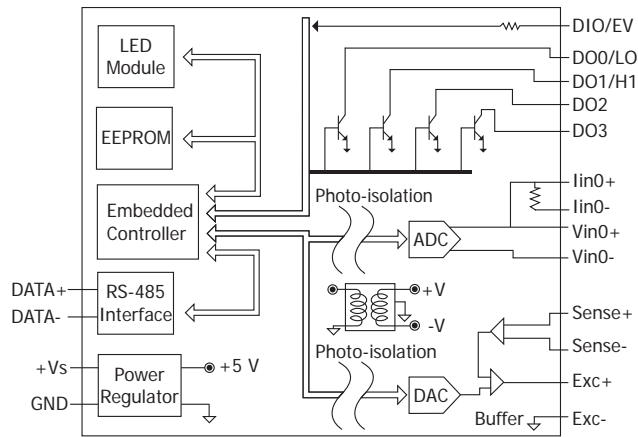 LED
Module
EEPROM
Embedded
Controller
RS-485
Interface
DATA+
DATA-
+Vs
GND
Power
Regulator
+5 V
Photo-isolation
ADC
+V
-V
Photo-isolation
DAC
Buffer
DIO/EV
DO0/LO
DO1/H1
DO2
DO3
Iin0+
Iin0-
Vin0+
Vin0-
Sense+
Sense-
Exc+
Exc-